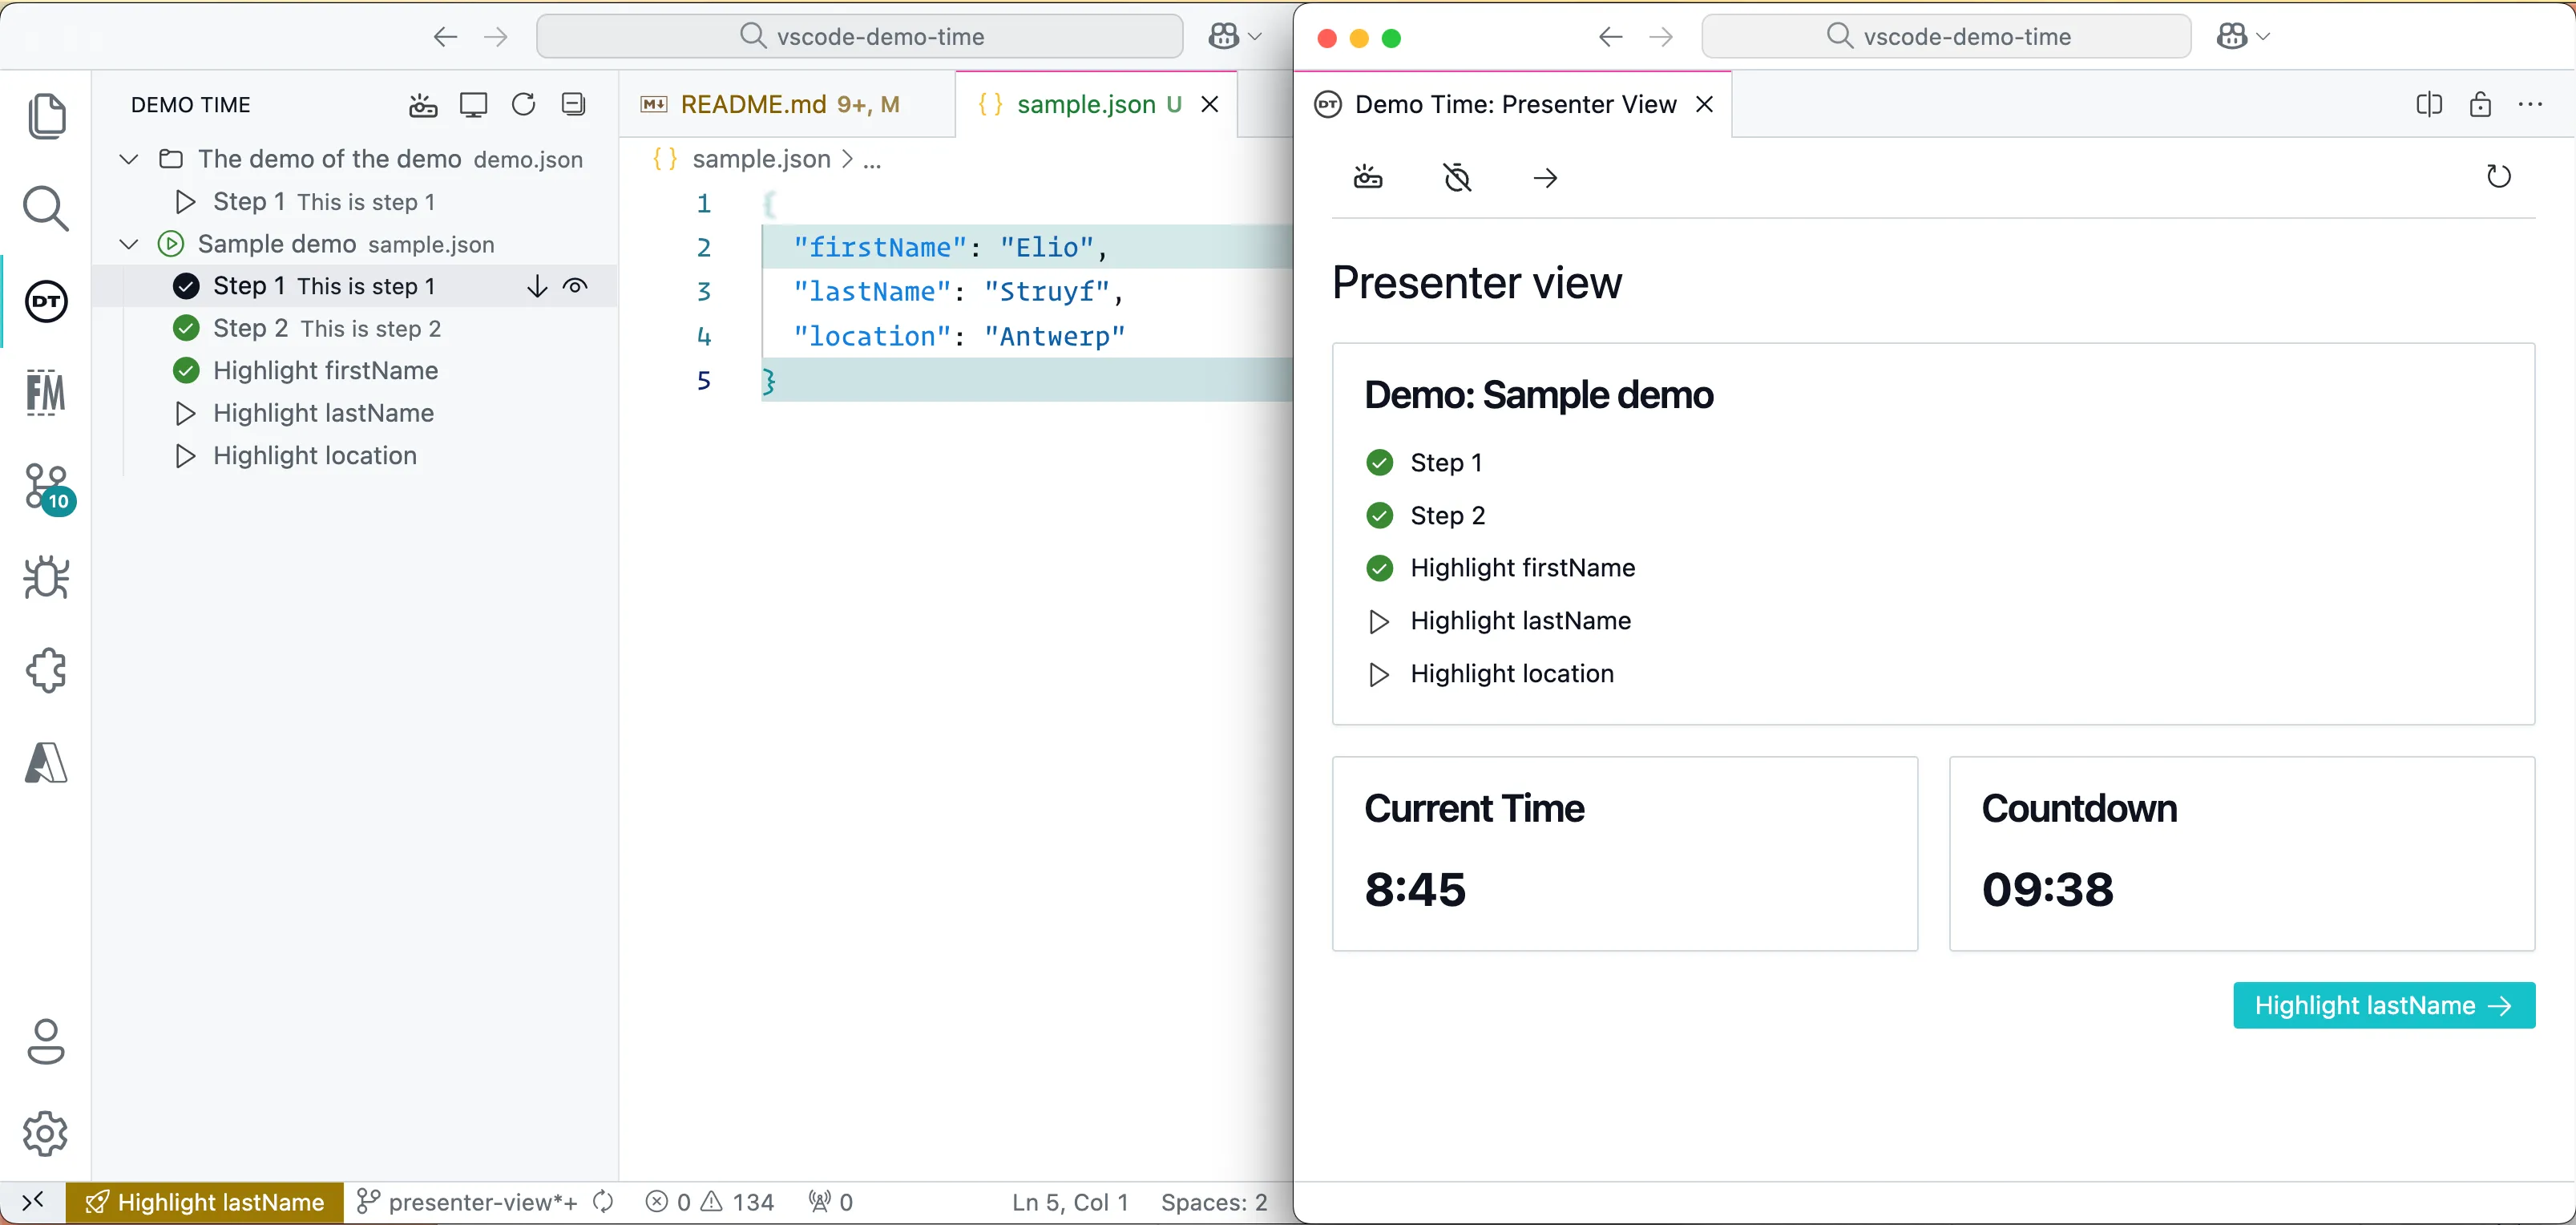 vscode-demo-time
vscode-demo-time
DEMO TIME
README.md 9+, M
sample.json U
DT Demo Time: Presenter View
The demo of the demo demo.json
Step 1 This is step 1
Sample demo sample.json
Step 1 This is step 1
Step 2 This is step 2
Highlight firstName
Highlight lastName
Highlight location
DT
FM
10
{} sample.json > ...
1 {
2 "firstName": "Elio",
3 "lastName": "Struyf",
4 "location": "Antwerp"
5 }
Presenter view
Demo: Sample demo
Step 1
Step 2
Highlight firstName
Highlight lastName
Highlight location
Current Time
8:45
Countdown
09:38
Highlight lastName →
Highlight lastName
presenter-view*+
0
134
0
Ln 5, Col 1
Spaces: 2